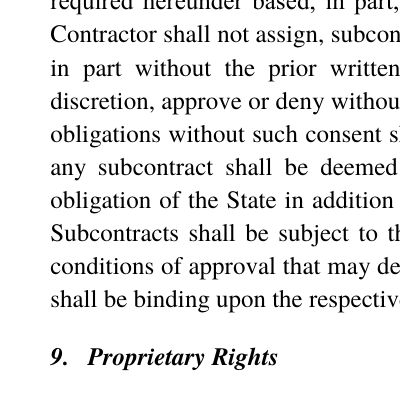 required hereunder based, in part,
Contractor shall not assign, subcon
in part without the prior written
discretion, approve or deny withou
obligations without such consent s
any subcontract shall be deemed
obligation of the State in addition
Subcontracts shall be subject to t
conditions of approval that may de
shall be binding upon the respectiv
9. Proprietary Rights